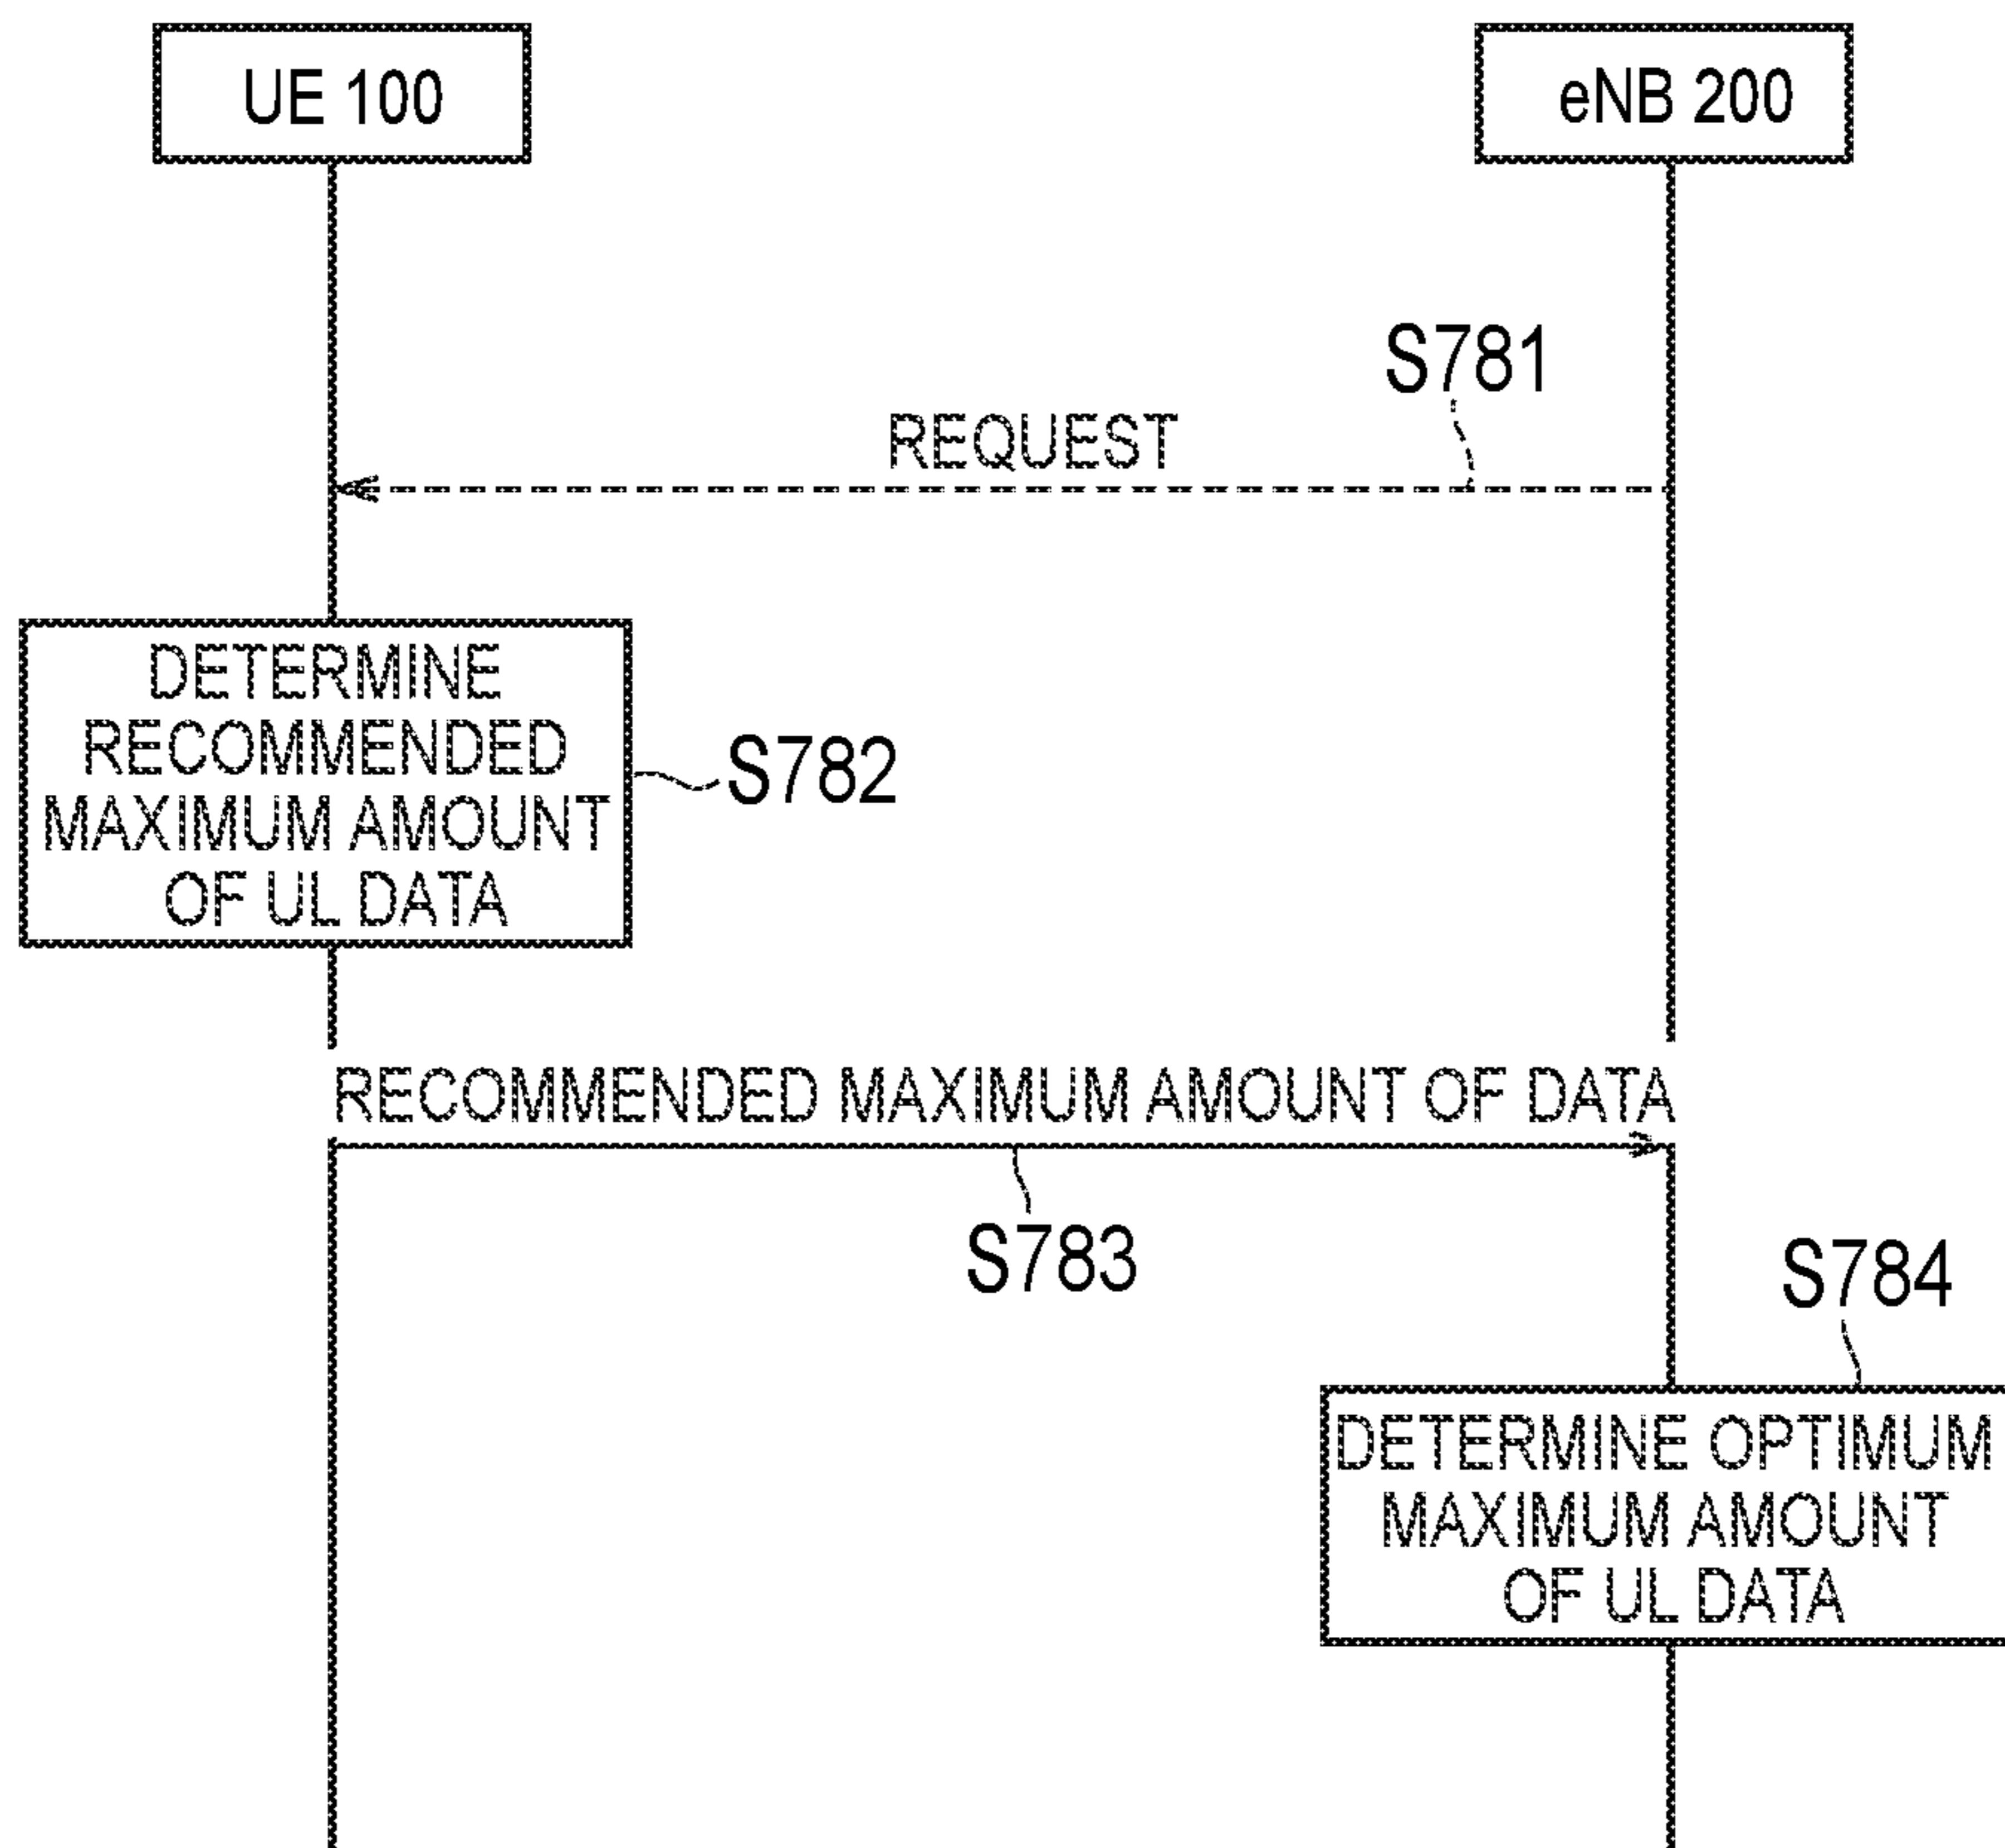 UE 100
eNB 200
S781
REQUEST
DETERMINE
RECOMMENDED
MAXIMUM AMOUNT
OF UL DATA
S782
RECOMMENDED MAXIMUM AMOUNT OF DATA
S783
S784
DETERMINE OPTIMUM
MAXIMUM AMOUNT
OF UL DATA